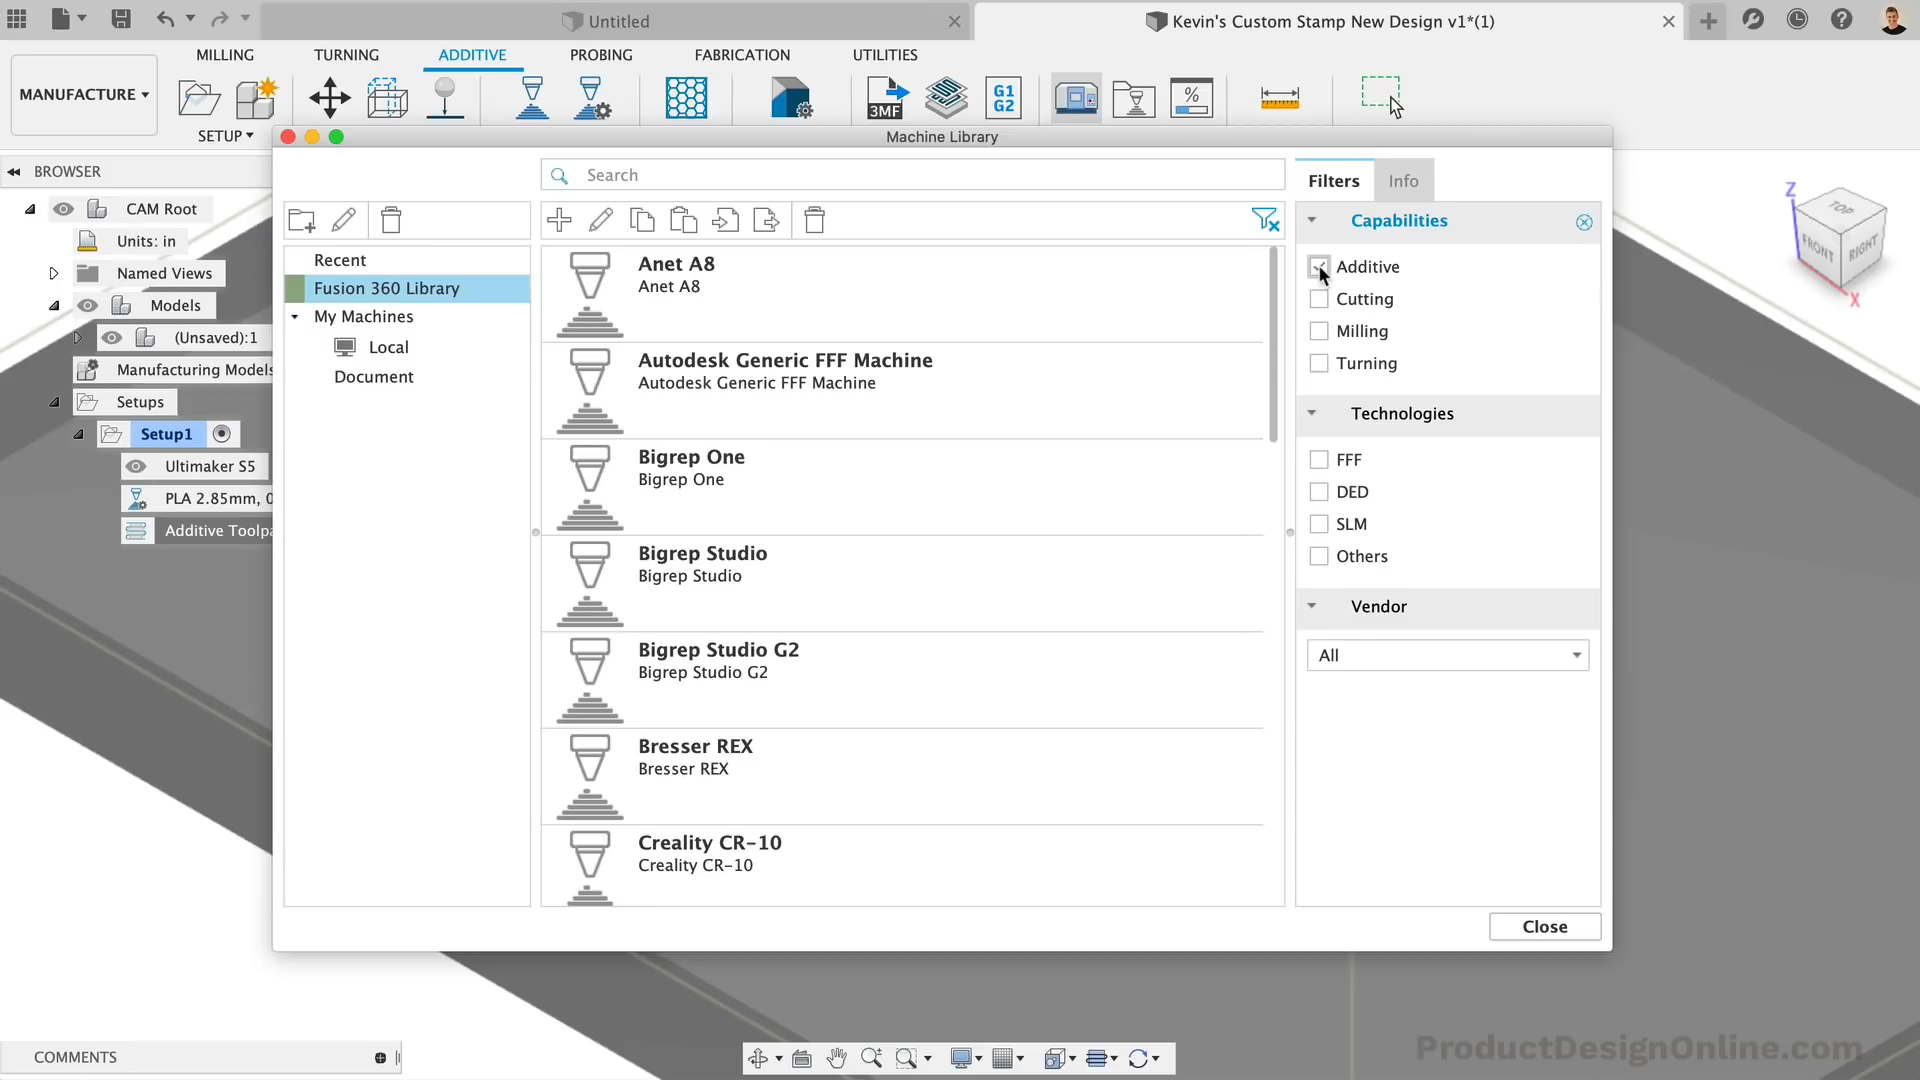 Untitled
Kevin's Custom Stamp New Design v1*(1)
MILLING
TURNING
ADDITIVE
PROBING
FABRICATION
UTILITIES
MANUFACTURE
SETUP
3MF
G1
G2
%
BROWSER
CAM Root
Units: in
Named Views
Models
(Unsaved):1
Manufacturing Models
Setups
Setup1
Ultimaker S5
PLA 2.85mm, 0
Additive Toolpa
Machine Library
Search
Recent
Fusion 360 Library
My Machines
Local
Document
Anet A8
Anet A8
Autodesk Generic FFF Machine
Autodesk Generic FFF Machine
Bigrep One
Bigrep One
Bigrep Studio
Bigrep Studio
Bigrep Studio G2
Bigrep Studio G2
Bresser REX
Bresser REX
Creality CR-10
Creality CR-10
Filters
Info
Capabilities
Additive
Cutting
Milling
Turning
Technologies
FFF
DED
SLM
Others
Vendor
All
Close
Z
TOP
FRONT
RIGHT
X
COMMENTS
ProductDesignOnline.com